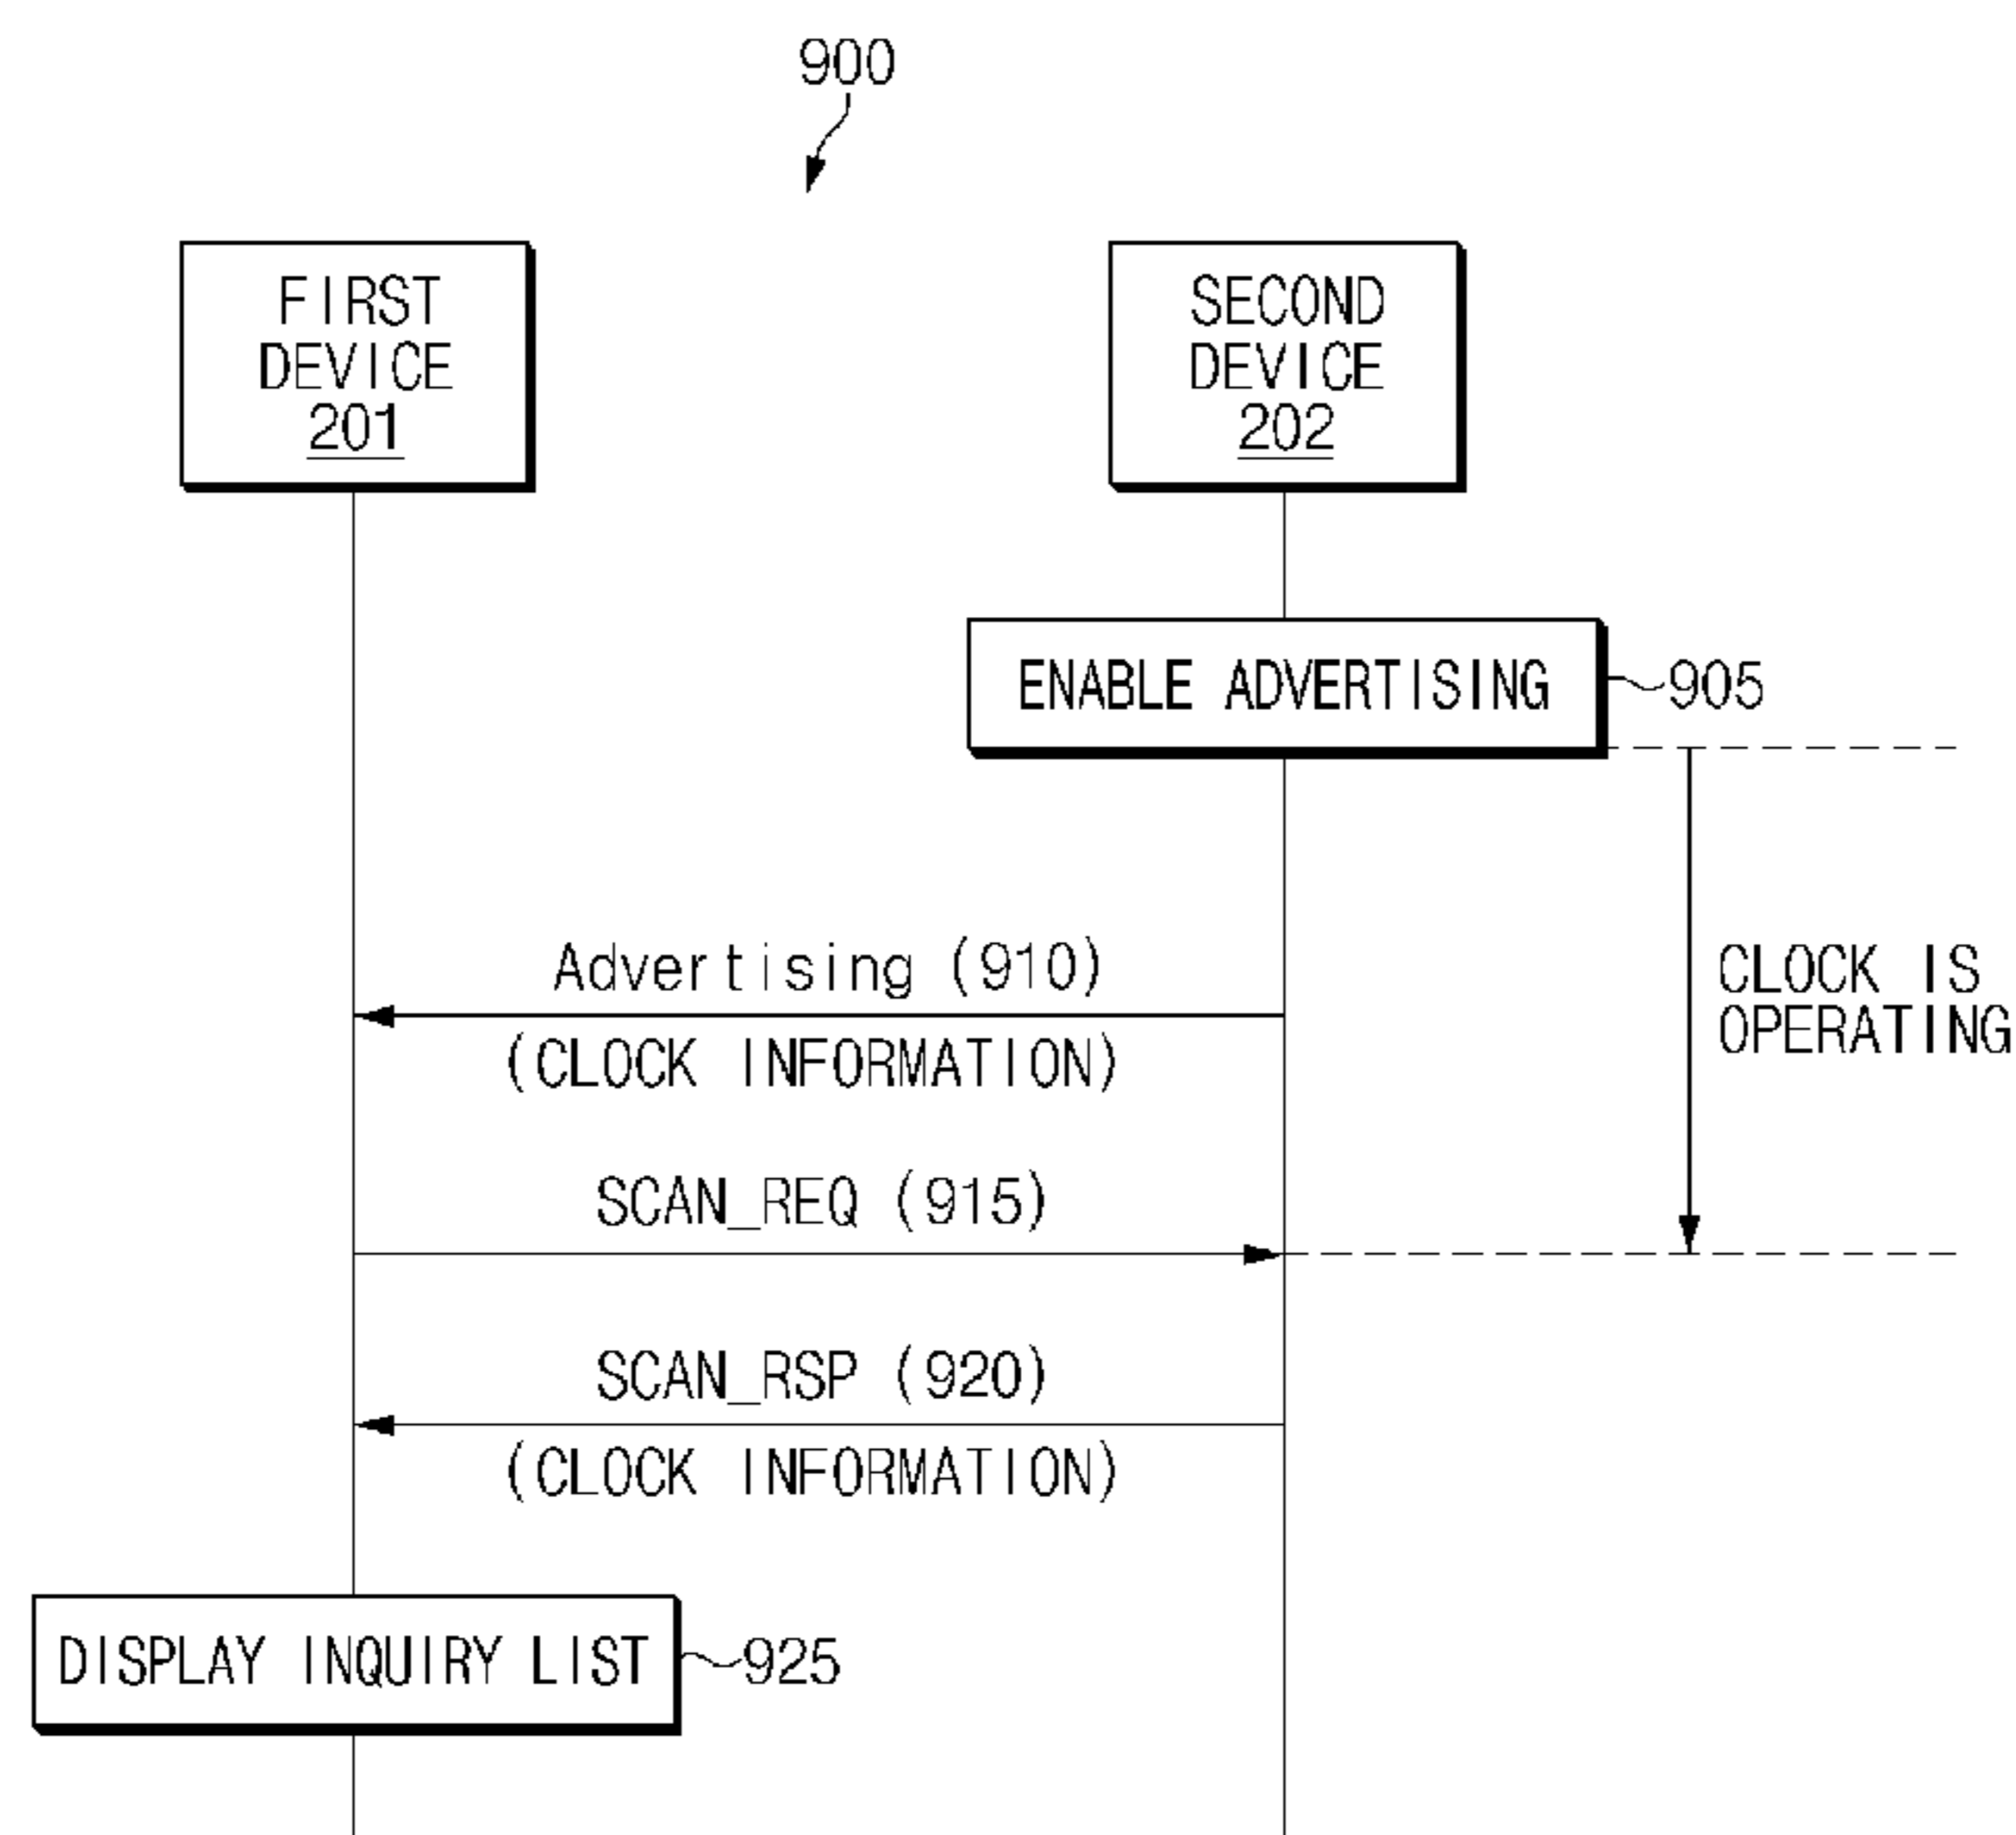 900
FIRST
DEVICE
201
SECOND
DEVICE
202
ENABLE ADVERTISING
905
Advertising (910)
(CLOCK INFORMATION)
CLOCK IS
OPERATING
SCAN_REQ (915)
SCAN_RSP (920)
(CLOCK INFORMATION)
DISPLAY INQUIRY LIST
925